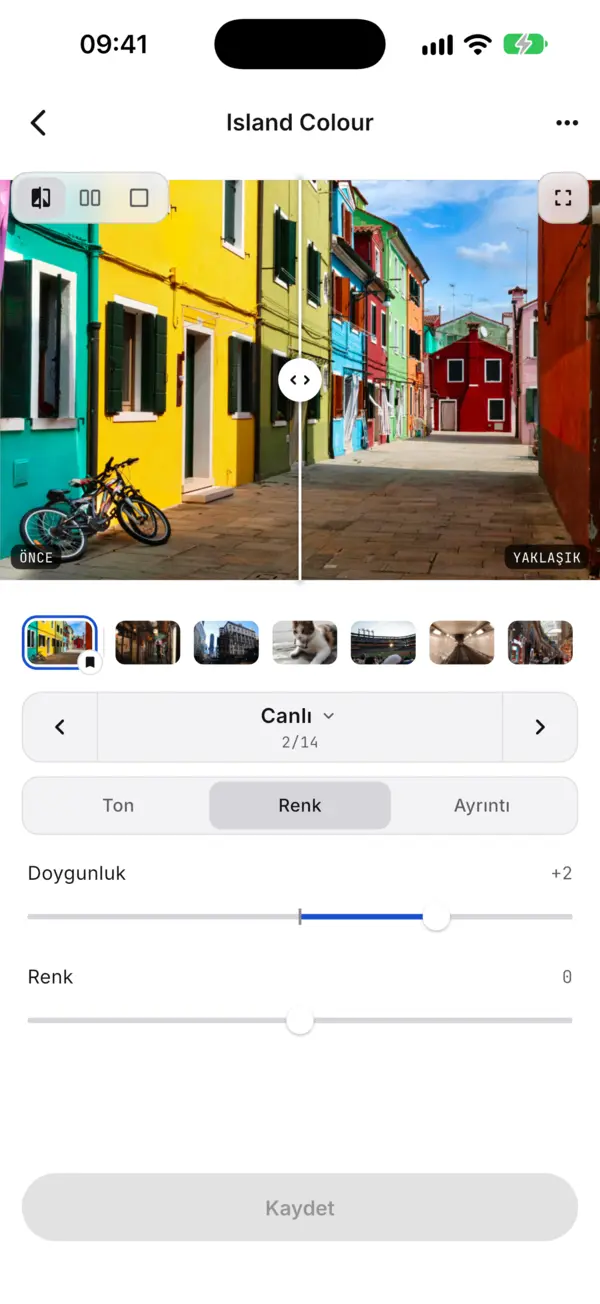 09:41
Island Colour
ÖNCE
YAKLAŞIK
Canlı
2/14
Ton
Renk
Ayrıntı
Doygunluk
+2
Renk
0
Kaydet